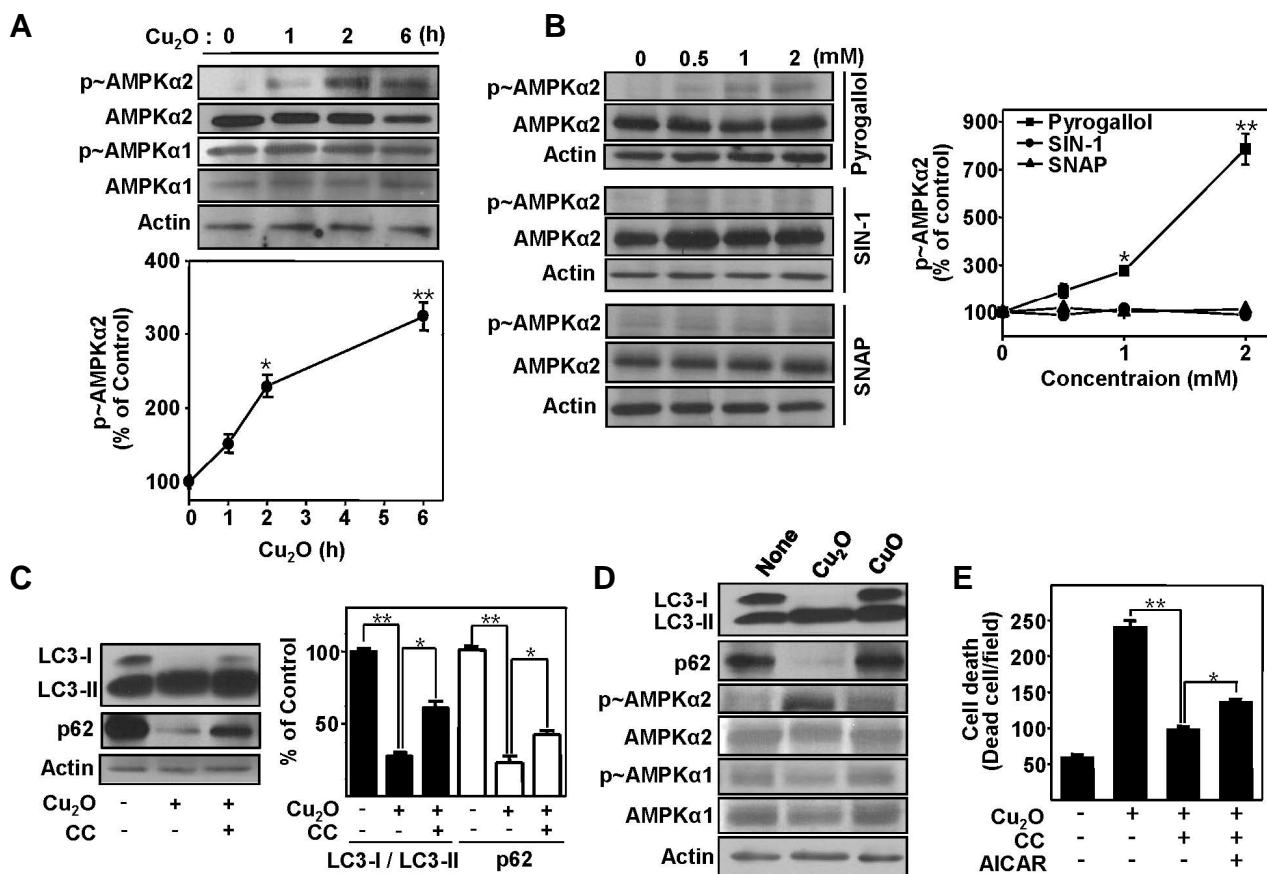 A
Cu₂O : 0 1 2 6 (h)
p~AMPKα2
AMPKα2
p~AMPKα1
AMPKα1
Actin
p~AMPKα2
(% of Control)
400
300
200
100
*
**
0 1 2 3 4 5 6
Cu₂O (h)
B
0 0.5 1 2 (mM)
p~AMPKα2
AMPKα2
Actin
Pyrogallol
p~AMPKα2
AMPKα2
Actin
SIN-1
p~AMPKα2
AMPKα2
Actin
SNAP
p~AMPKα2
(% of control)
900
700
500
300
100
Pyrogallol
SIN-1
SNAP
*
**
0 1 2
Concentraion (mM)
C
LC3-I
LC3-II
p62
Actin
Cu₂O - + +
CC - - +
% of Control
100
50
** * ** *
Cu₂O - + + - + +
CC - - + - - +
LC3-I / LC3-II p62
D
None Cu₂O CuO
LC3-I
LC3-II
p62
p~AMPKα2
AMPKα2
p~AMPKα1
AMPKα1
Actin
E
Cell death
(Dead cell/field)
250
200
150
100
50
**
*
Cu₂O - + + +
CC - - + +
AICAR - - - +